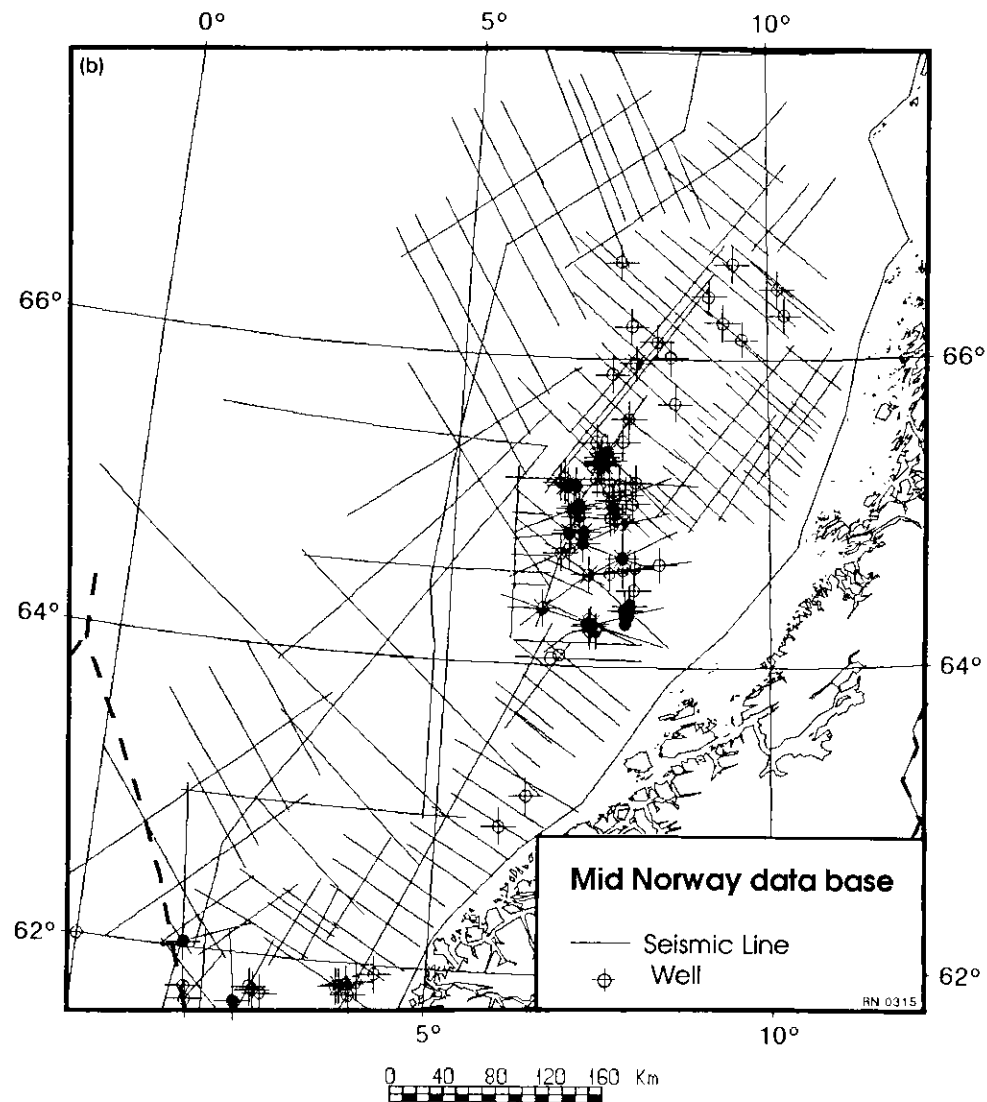 0° 5° 10°
(b)
66°
66°
64°
64°
62°
62°
Mid Norway data base
Seismic Line
Well
RN 0315
5° 10°
0 40 80 120 160 Km